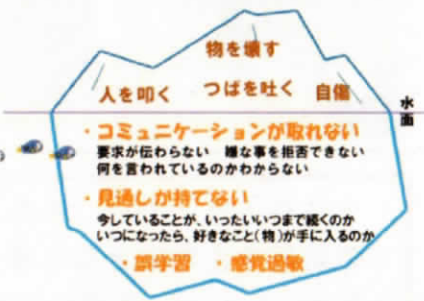 物を壊す
人を叩く つばを吐く 自傷
水面
・コミュニケーションが取れない
要求が伝わらない 嫌な事を拒否できない
何を言われているのかわからない
・見通しが持てない
今していることが、いったいいつまで続くのか
いつになったら、好きなこと(物)が手に入るのか
・誤学習 ・感覚過敏